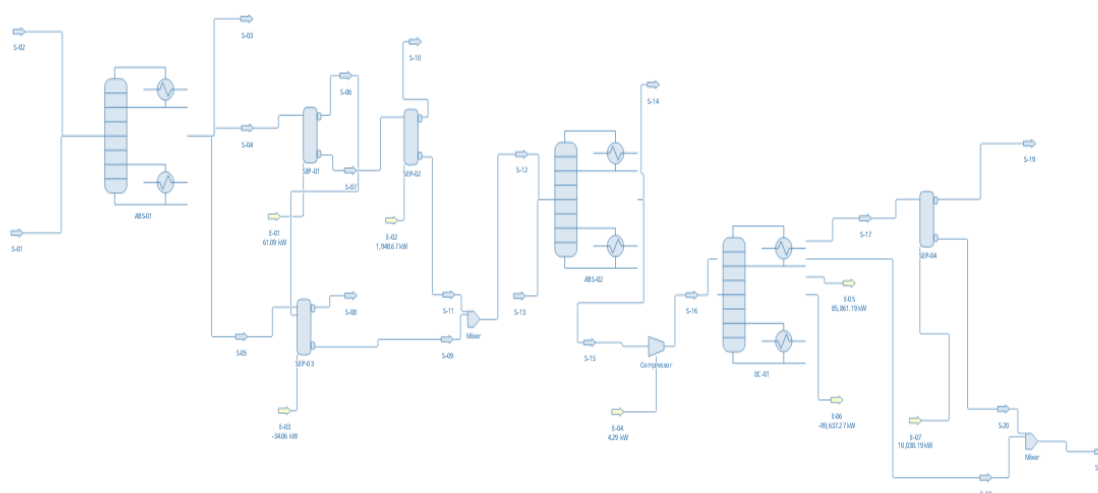 S-02
S-03
S-10
S-06
S-14
S-04
SEP-01
SEP-02
S-07
S-12
S-19
ABS-01
E-01
61.09 kW
E-02
1,948.67 kW
S-01
S-17
SEP-04
ABS-02
S-13
S-08
S-11
S-16
E-05
85,861.19 kW
S-05
Mixer
S-09
SEP-03
S-15
Compressor
DC-01
E-03
-34.06 kW
E-04
4.29 kW
E-06
-99,637.27 kW
E-07
10,038.19 kW
S-20
Mixer